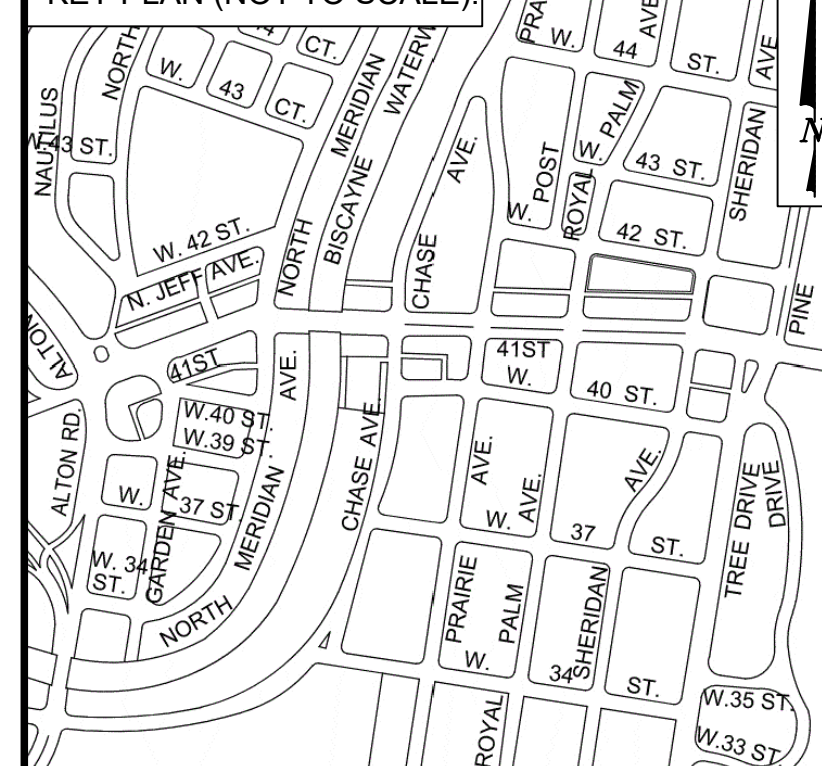 KEY PLAN (NOT TO SCALE):
NORTH
W. 44 CT.
W. 43 CT.
MERIDIAN
BISCAYNE WATERW
NAUTILUS
W. 43 ST.
W. 42 ST.
N. JEFF AVE.
NORTH
CHASE AVE.
PRA
W. 44 ST.
AVE
AVE
W. 43 ST.
PALM
ROYAL
POST
W. 42 ST.
SHERIDAN
PINE
N
ALTON
ALTON RD.
41ST
W.40 ST.
W.39 ST.
AVE.
MERIDIAN
NORTH
CHASE AVE.
W. 37 ST
GARDEN AVE.
W. 34
ST.
41ST
W. 40 ST.
AVE.
AVE.
AVE.
W. 37 ST.
PRAIRIE
PALM
ROYAL
SHERIDAN
W. 34 ST.
TREE DRIVE
DRIVE
W.35 ST.
W.33 ST